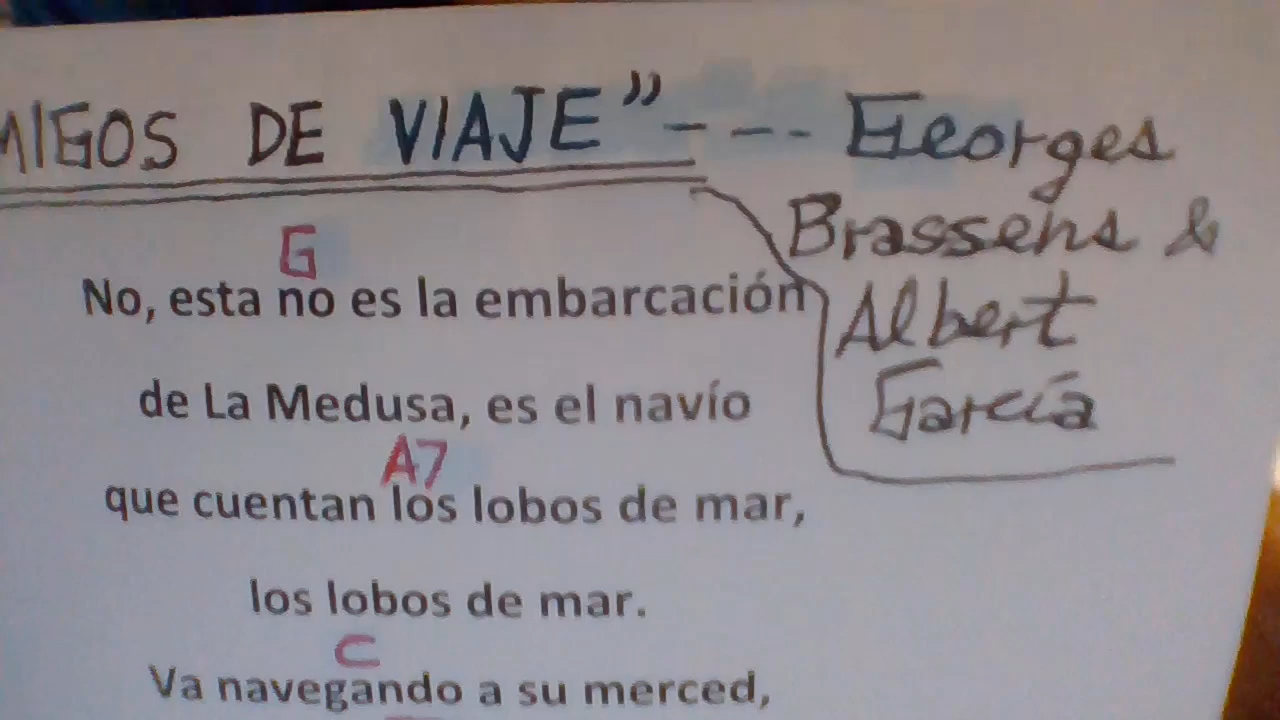 MIGOS DE VIAJE" --- Georges
Brassens &
Albert
García
G
No, esta no es la embarcación
de La Medusa, es el navío
A7
que cuentan los lobos de mar,
los lobos de mar.
C
Va navegando a su merced,